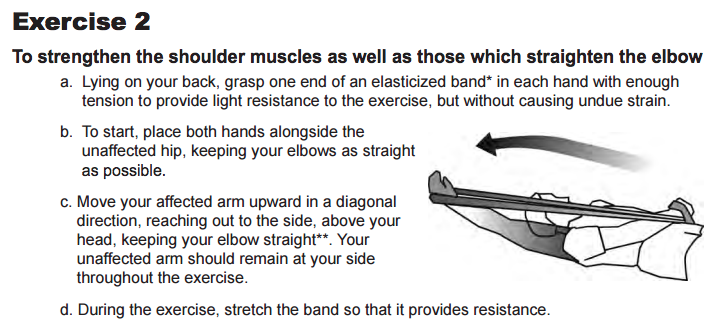 Exercise 2
To strengthen the shoulder muscles as well as those which straighten the elbow
a. Lying on your back, grasp one end of an elasticized band* in each hand with enough
tension to provide light resistance to the exercise, but without causing undue strain.
b. To start, place both hands alongside the
unaffected hip, keeping your elbows as straight
as possible.
c. Move your affected arm upward in a diagonal
direction, reaching out to the side, above your
head, keeping your elbow straight**. Your
unaffected arm should remain at your side
throughout the exercise.
d. During the exercise, stretch the band so that it provides resistance.